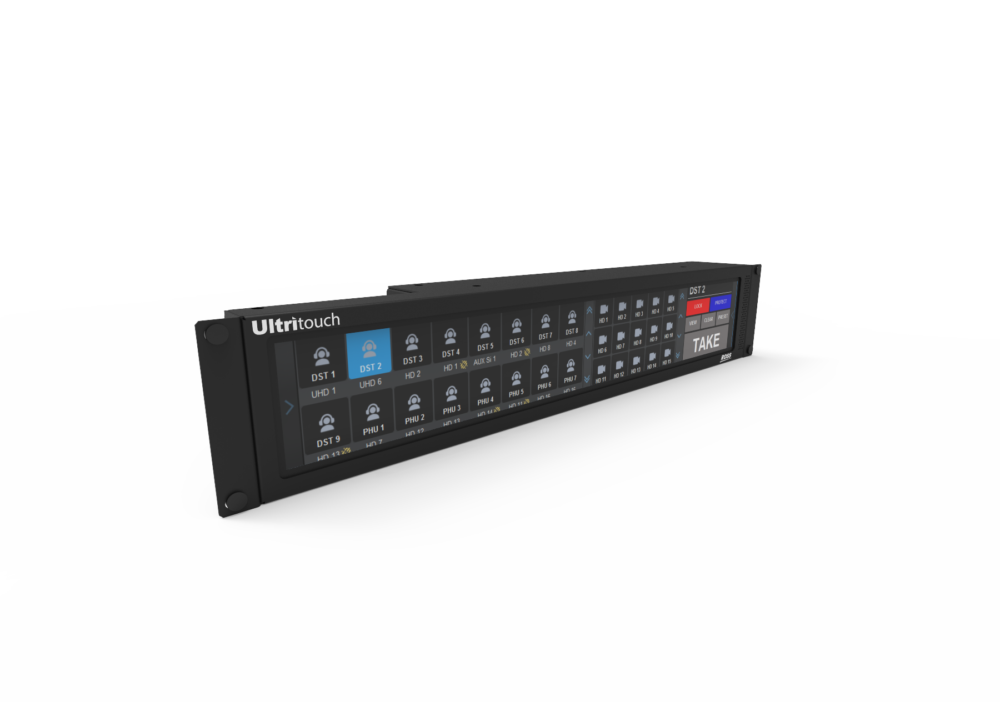 Ultritouch
DST 1 DST 2 DST 3 DST 4 DST 5 DST 6 DST 7 DST 8
UHD 1 UHD 6 HD 2 HD 1 AUX Si 1 HD 2 HD 8 HD 4
DST 9 PHU 1 PHU 2 PHU 3 PHU 4 PHU 5 PHU 6 PHU 7
HD 13 HD 7 HD 12 HD 13 HD 14 HD 11 HD 16 HD 16
HD 1 HD 2 HD 3 HD 4 HD 5
HD 6 HD 7 HD 8 HD 9 HD 10
HD 11 HD 12 HD 13 HD 14 HD 15
DST 2
LOCK PROTECT
VIEW CLEAR PRESET
TAKE
ROSS